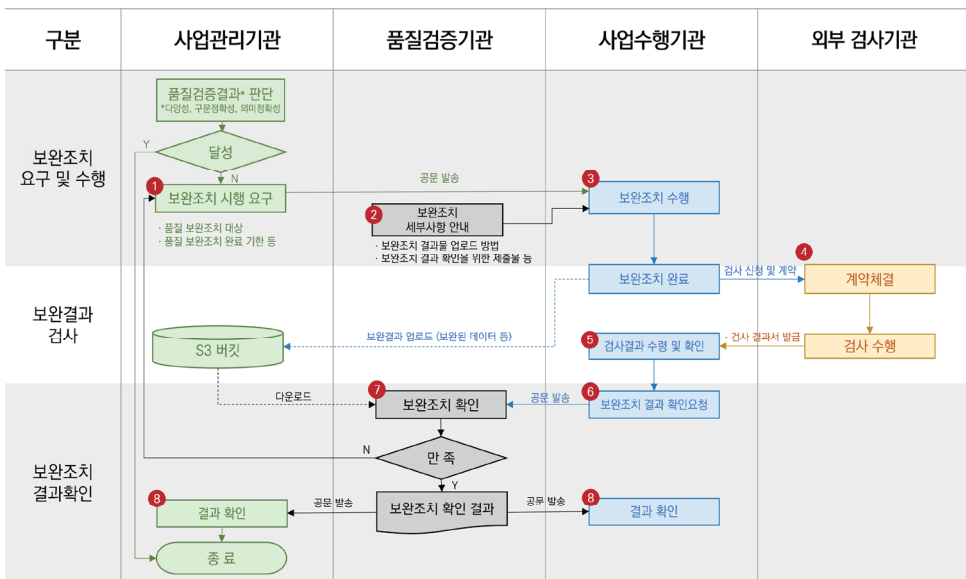 구분
사업관리기관
품질검증기관
사업수행기관
외부 검사기관
보완조치
요구 및 수행
품질검증결과* 판단
*다양성, 구문정확성, 의미정확성
달성
Y
N
1
보완조치 시행 요구
· 품질 보완조치 대상
· 품질 보완조치 완료 기한 등
공문 발송
2
보완조치
세부사항 안내
· 보완조치 결과물 업로드 방법
· 보완조치 결과 확인을 위한 제출물 등
3
보완조치 수행
보완결과
검사
보완조치 완료
검사 신청 및 계약
4
계약체결
S3 버킷
보완결과 업로드 (보완된 데이터 등)
5
검사결과 수령 및 확인
· 검사 결과서 발급
검사 수행
보완조치
결과확인
다운로드
7
보완조치 확인
공문 발송
6
보완조치 결과 확인요청
N
만 족
Y
8
결과 확인
공문 발송
보완조치 확인 결과
공문 발송
8
결과 확인
종 료